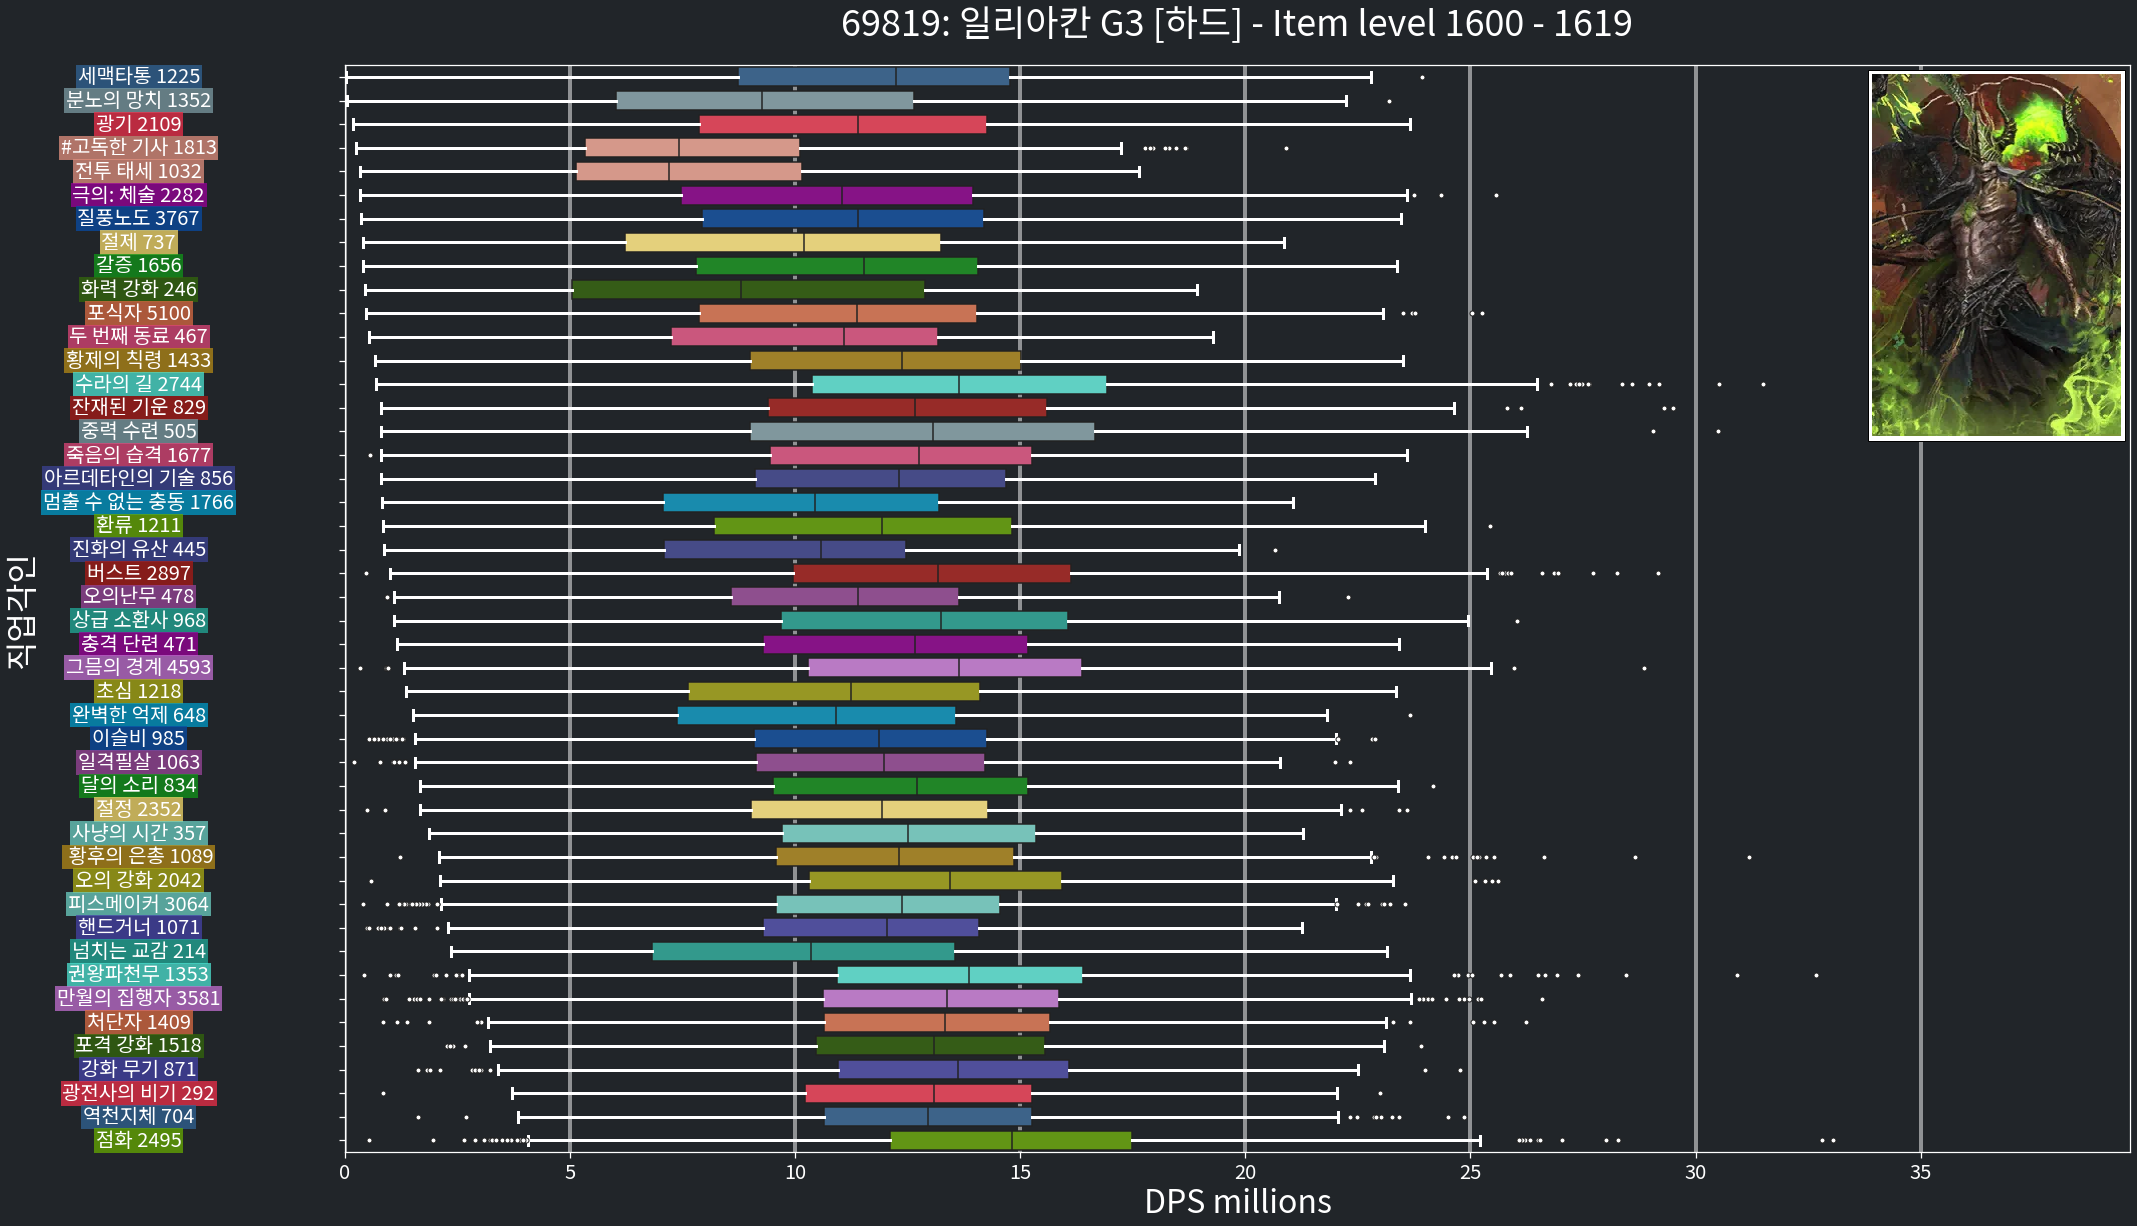 69819: 일리아칸 G3 [하드] - Item level 1600 - 1619
직업각인
세맥타통 1225
분노의 망치 1352
광기 2109
#고독한 기사 1813
전투 태세 1032
극의: 체술 2282
질풍노도 3767
절제 737
갈증 1656
화력 강화 246
포식자 5100
두 번째 동료 467
황제의 칙령 1433
수라의 길 2744
잔재된 기운 829
중력 수련 505
죽음의 습격 1677
아르데타인의 기술 856
멈출 수 없는 충동 1766
환류 1211
진화의 유산 445
버스트 2897
오의난무 478
상급 소환사 968
충격 단련 471
그믐의 경계 4593
초심 1218
완벽한 억제 648
이슬비 985
일격필살 1063
달의 소리 834
절정 2352
사냥의 시간 357
황후의 은총 1089
오의 강화 2042
피스메이커 3064
핸드거너 1071
넘치는 교감 214
권왕파천무 1353
만월의 집행자 3581
처단자 1409
포격 강화 1518
강화 무기 871
광전사의 비기 292
역천지체 704
점화 2495
0 5 10 15 20 25 30 35
DPS millions